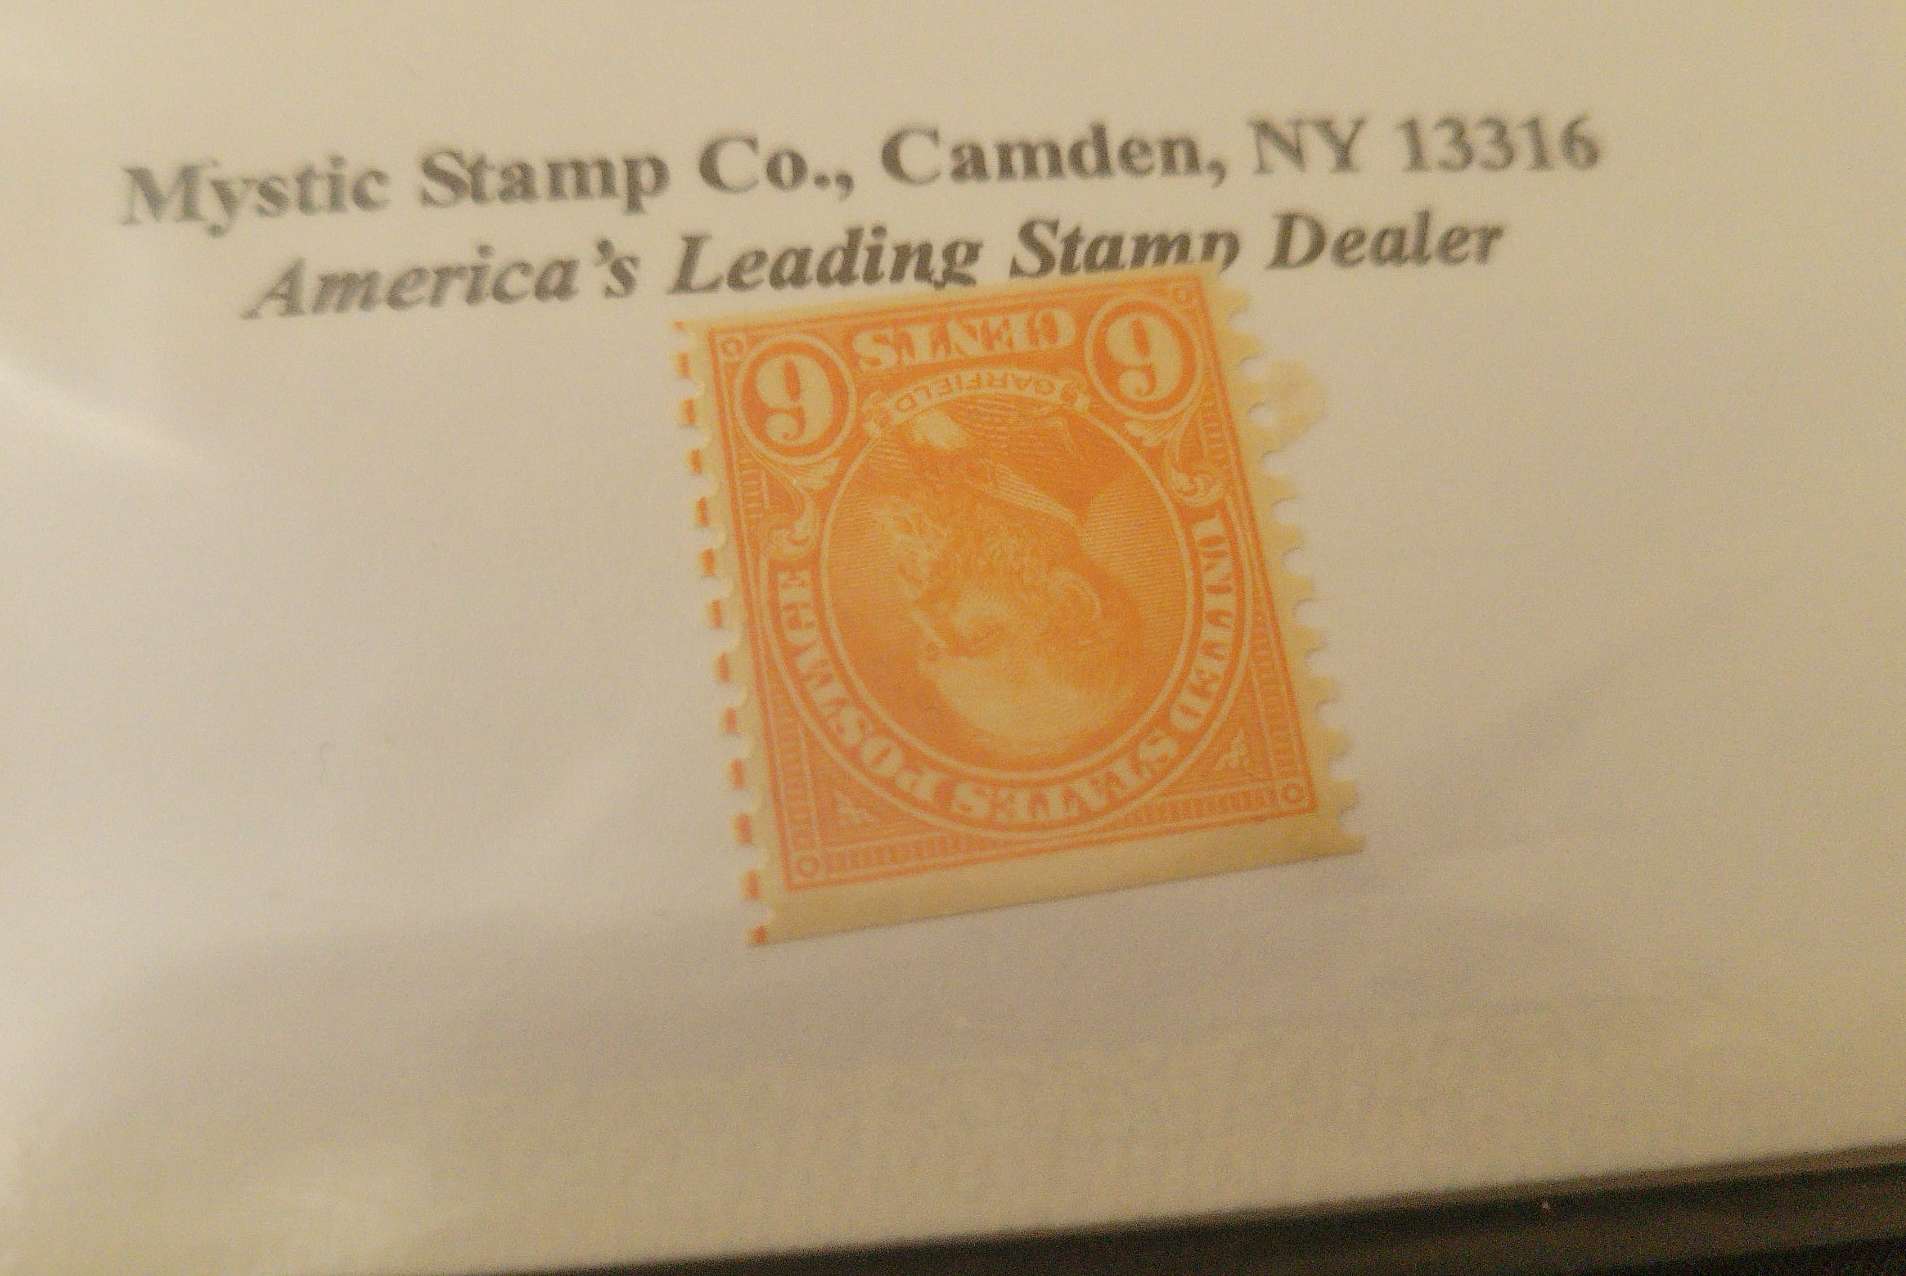 Mystic Stamp Co., Camden, NY 13316
America's Leading Stamp Dealer
UNITED STATES POSTAGE
GARFIELD
6 CENTS 6